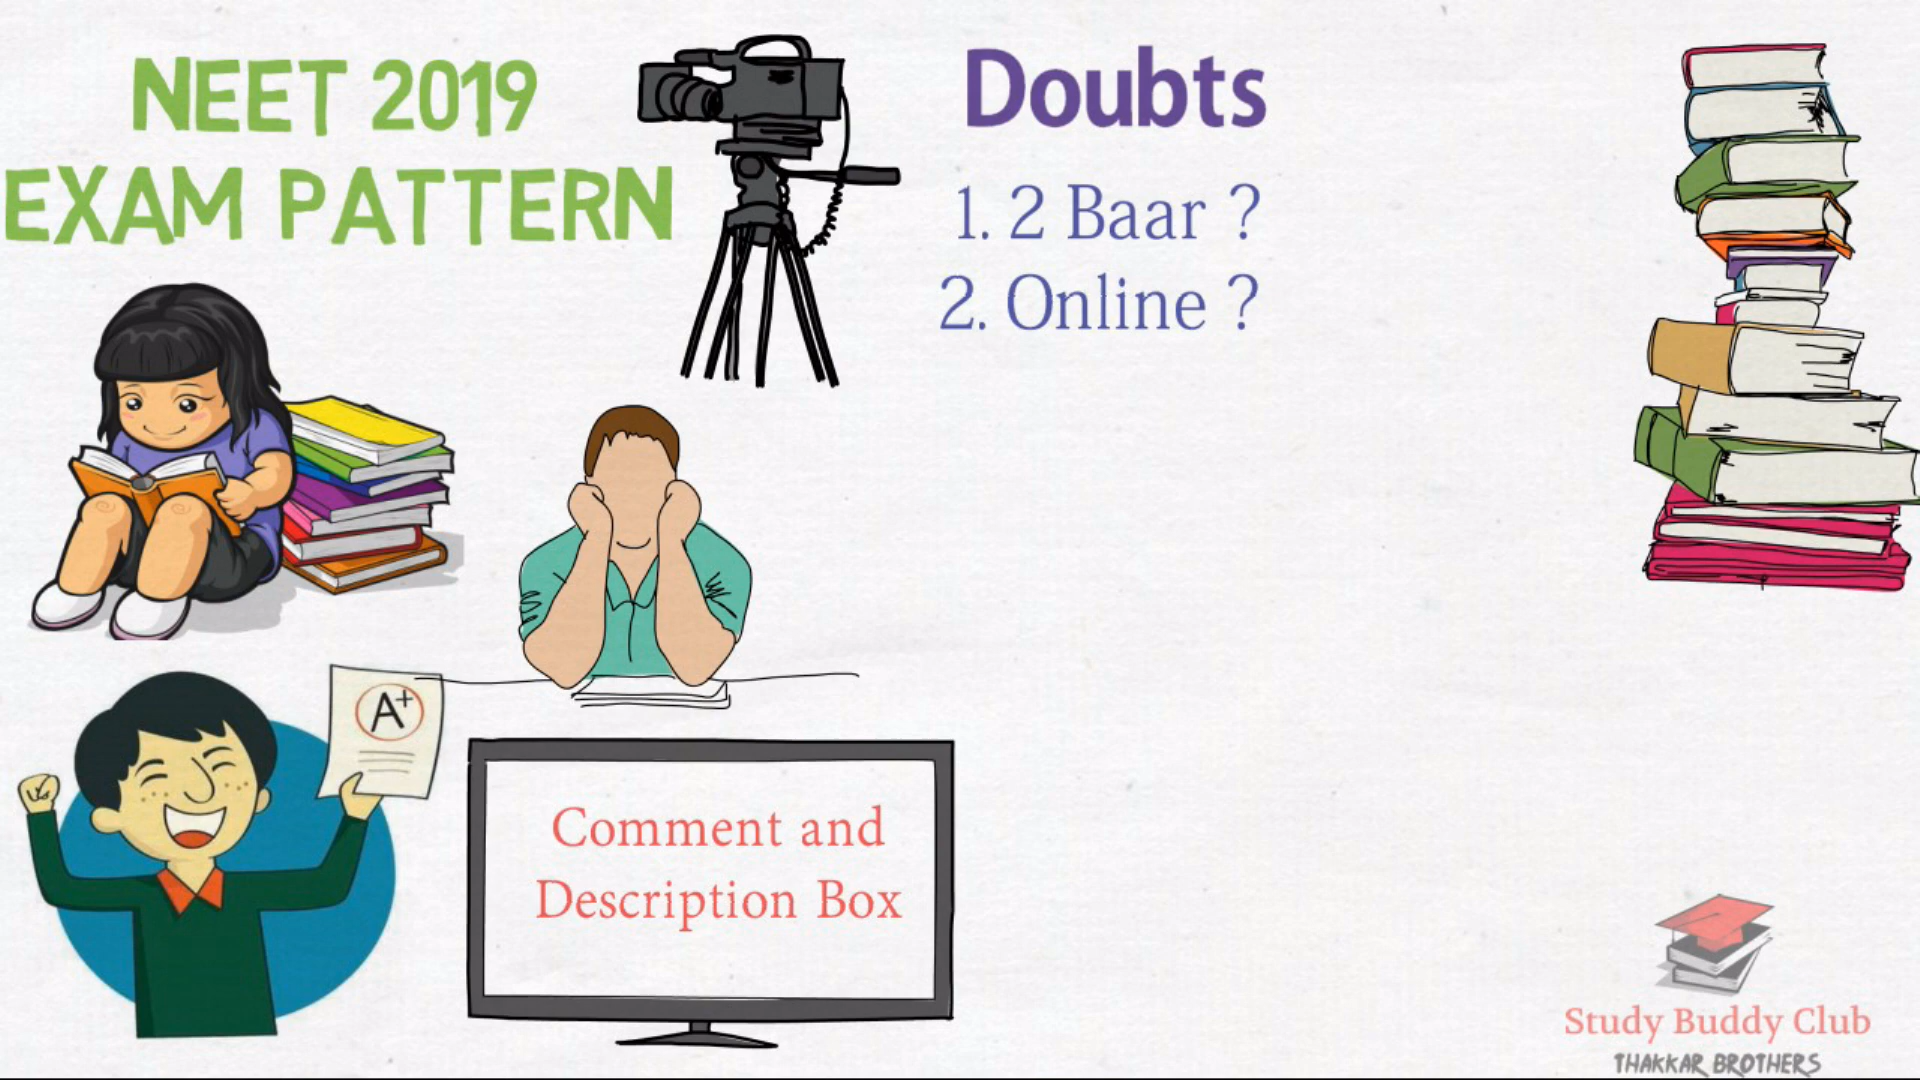 NEET 2019
EXAM PATTERN
Doubts
1. 2 Baar ?
2. Online ?
A+
Comment and
Description Box
Study Buddy Club
THAKKAR BROTHERS